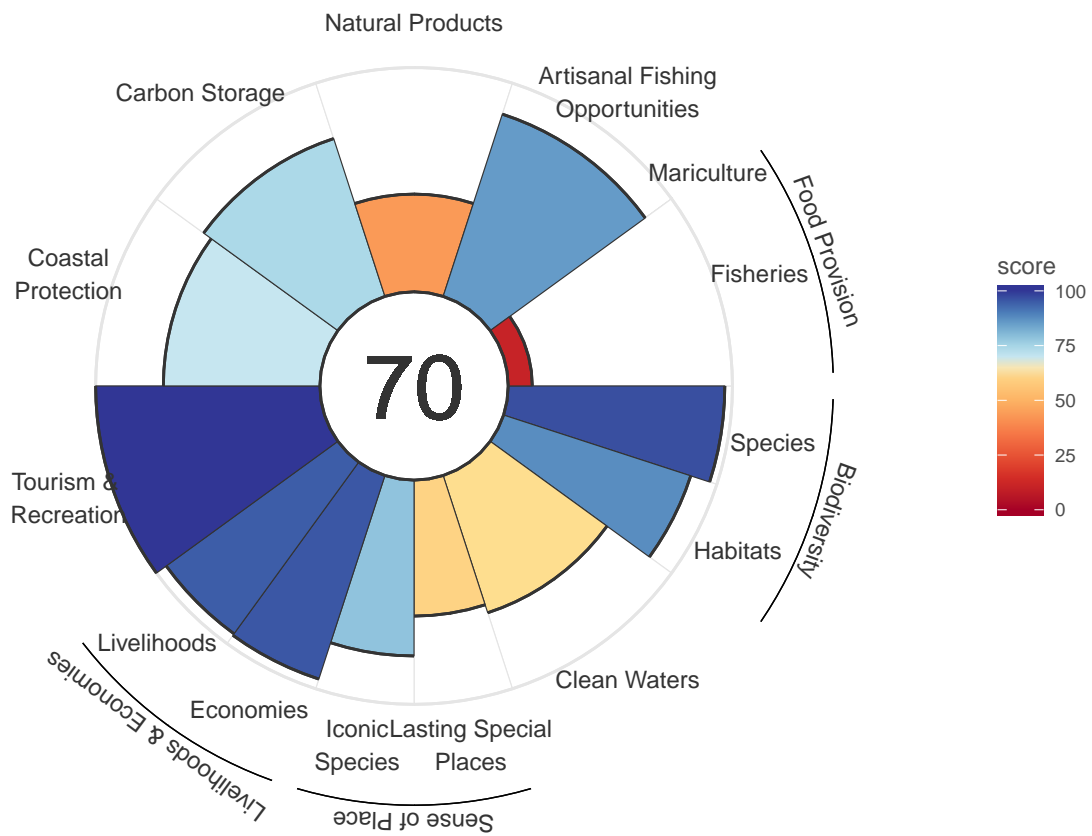 Natural Products
Artisanal Fishing
Opportunities
Carbon Storage
Mariculture
Food Provision
Fisheries
Coastal
Protection
score
100
75
50
25
0
70
Species
Biodiversity
Habitats
Tourism &
Recreation
Clean Waters
Livelihoods
Economies
Livelihoods & Economies
Iconic
Species
Lasting Special
Places
Sense of Place